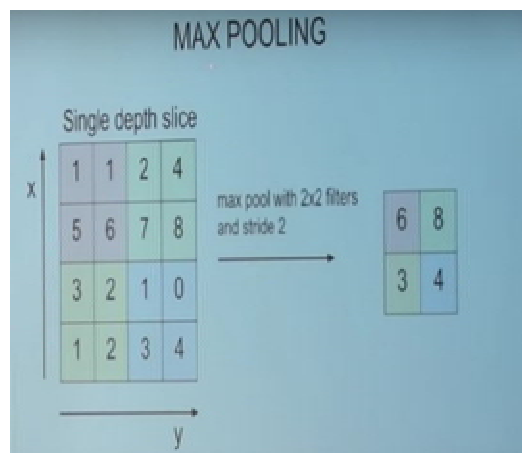 MAX POOLING
Single depth slice
x
1 1 2 4
5 6 7 8
3 2 1 0
1 2 3 4
y
max pool with 2x2 filters
and stride 2
6 8
3 4